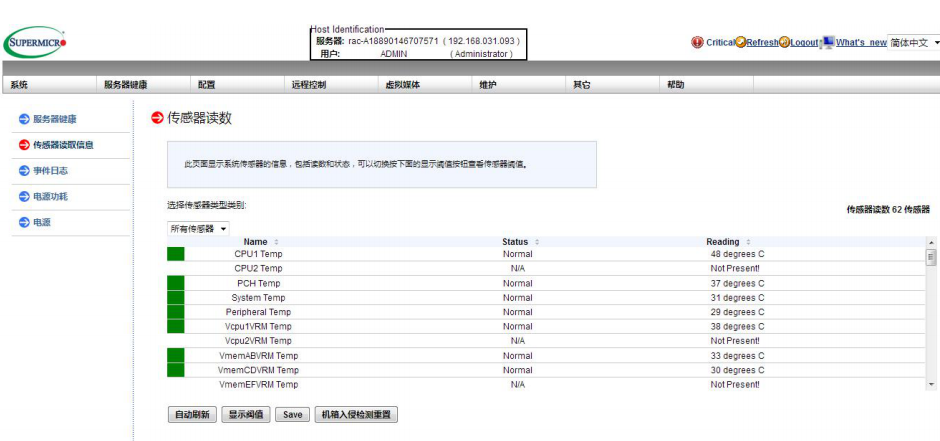 Host Identification
SUPERMICR
服务器: rac-A18890146707571 ( 192.168.031.093 )
用户: ADMIN ( Administrator )
Critical Refresh Logout What's new 简体中文
系统 服务器健康 配置 远程控制 虚拟媒体 维护 其它 帮助
服务器健康
传感器读取信息
事件日志
电源功耗
电源
传感器读数
此页面显示系统传感器的信息，包括读数和状态，可以切换按下面的显示阈值按钮查看传感器阈值。
选择传感器类型类别:
传感器读数 62 传感器
所有传感器
Name Status Reading
CPU1 Temp Normal 48 degrees C
CPU2 Temp N/A Not Present!
PCH Temp Normal 37 degrees C
System Temp Normal 31 degrees C
Peripheral Temp Normal 29 degrees C
Vcpu1VRM Temp Normal 38 degrees C
Vcpu2VRM Temp N/A Not Present!
VmemABVRM Temp Normal 33 degrees C
VmemCDVRM Temp Normal 30 degrees C
VmemEFVRM Temp N/A Not Present!
自动刷新 显示阀值 Save 机箱入侵检测重置